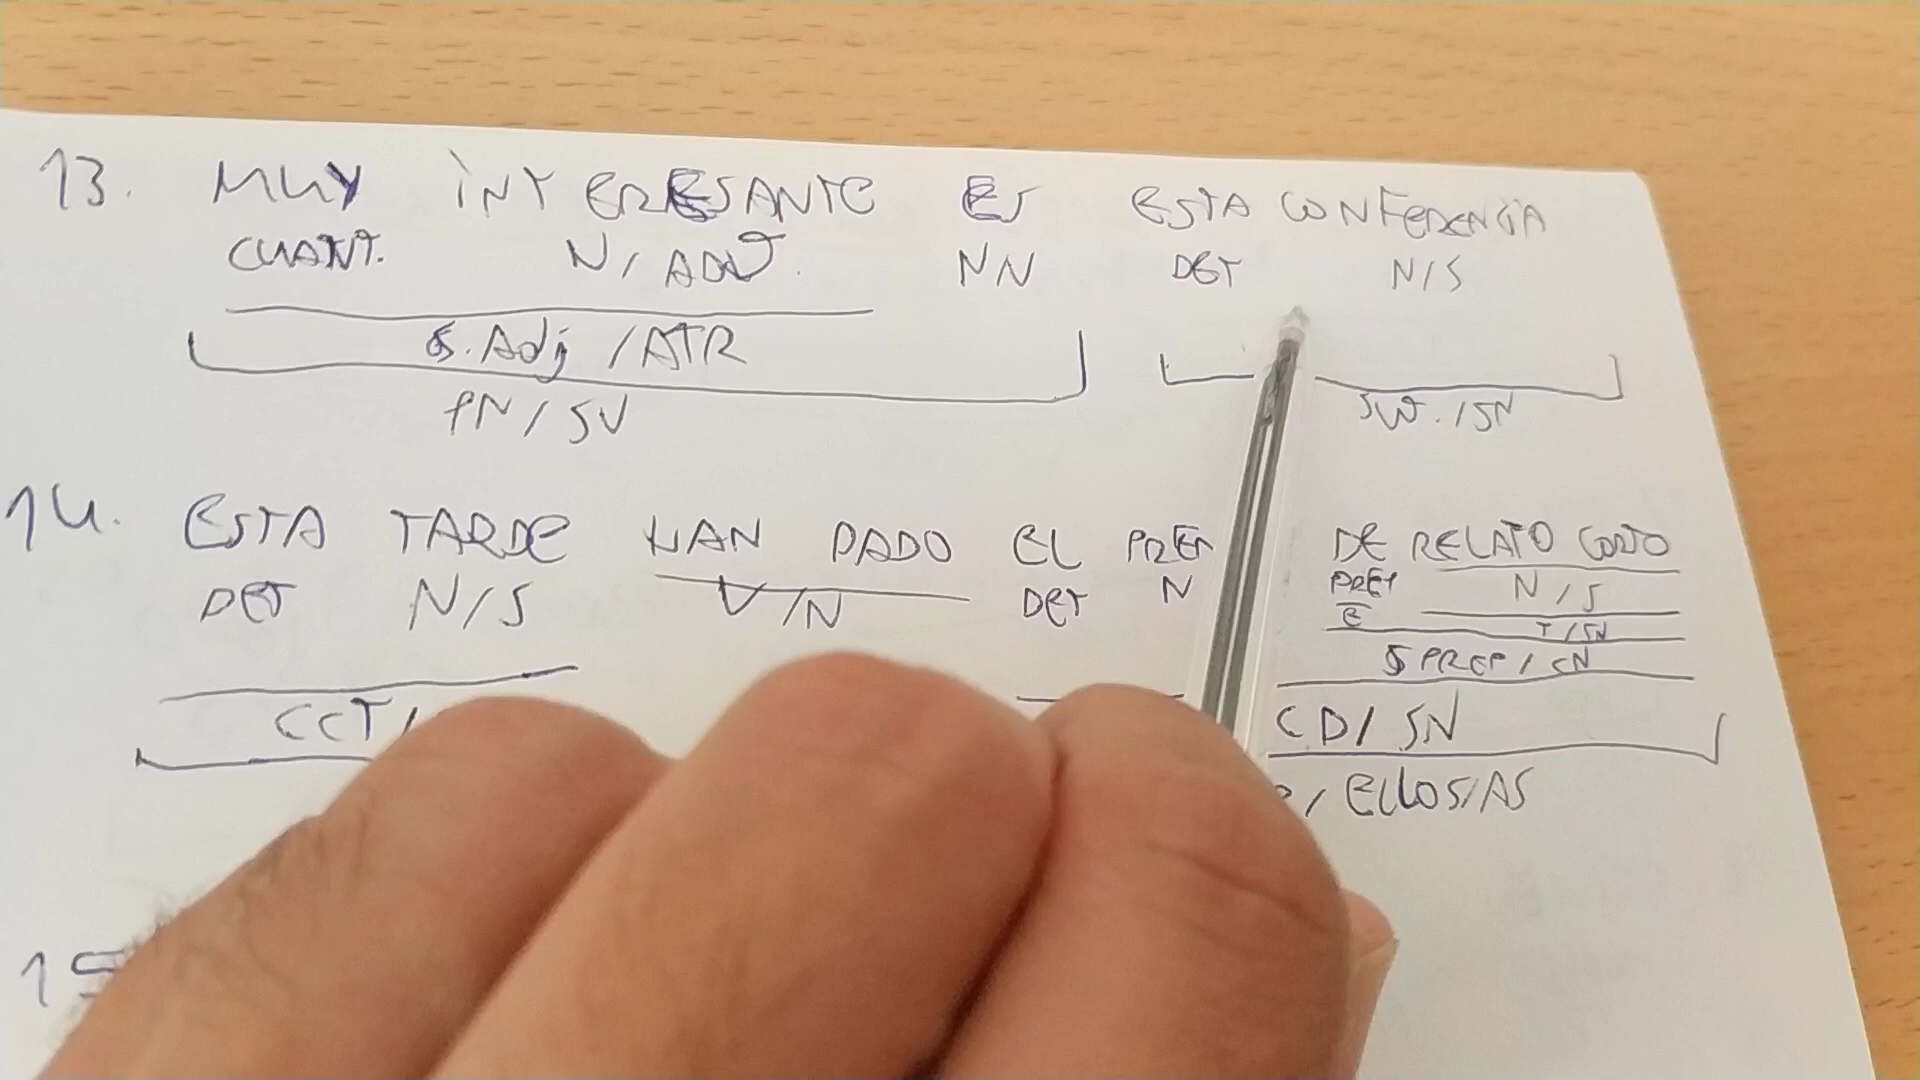 13. MUY INTERESANTE ES ESTA CONFERENCIA
CUANT. N/ADJ. NN DET N/S
S.Adj /ATR
PN/SV SUJ./SN
14. ESTA TARDE HAN DADO EL PREM DE RELATO CORTO
DET N/S V/N DET N PREP N/S
E T/SN
S PREP/CN
CCT/ CD/SN
/ ELLOS/AS
15